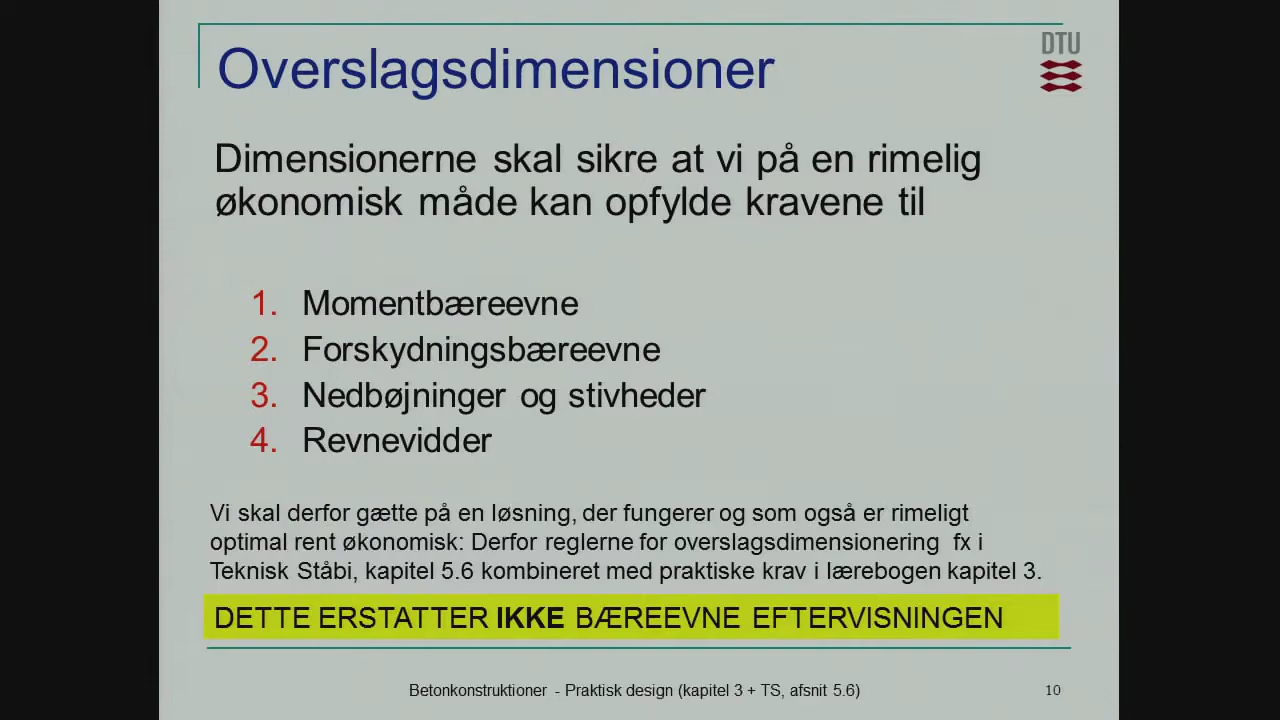 Overslagsdimensioner
DTU
Dimensionerne skal sikre at vi på en rimelig
økonomisk måde kan opfylde kravene til
1. Momentbæreevne
2. Forskydningsbæreevne
3. Nedbøjninger og stivheder
4. Revnevidder
Vi skal derfor gætte på en løsning, der fungerer og som også er rimeligt
optimal rent økonomisk: Derfor reglerne for overslagsdimensionering fx i
Teknisk Ståbi, kapitel 5.6 kombineret med praktiske krav i lærebogen kapitel 3.
DETTE ERSTATTER IKKE BÆREEVNE EFTERVISNINGEN
Betonkonstruktioner - Praktisk design (kapitel 3 + TS, afsnit 5.6)
10